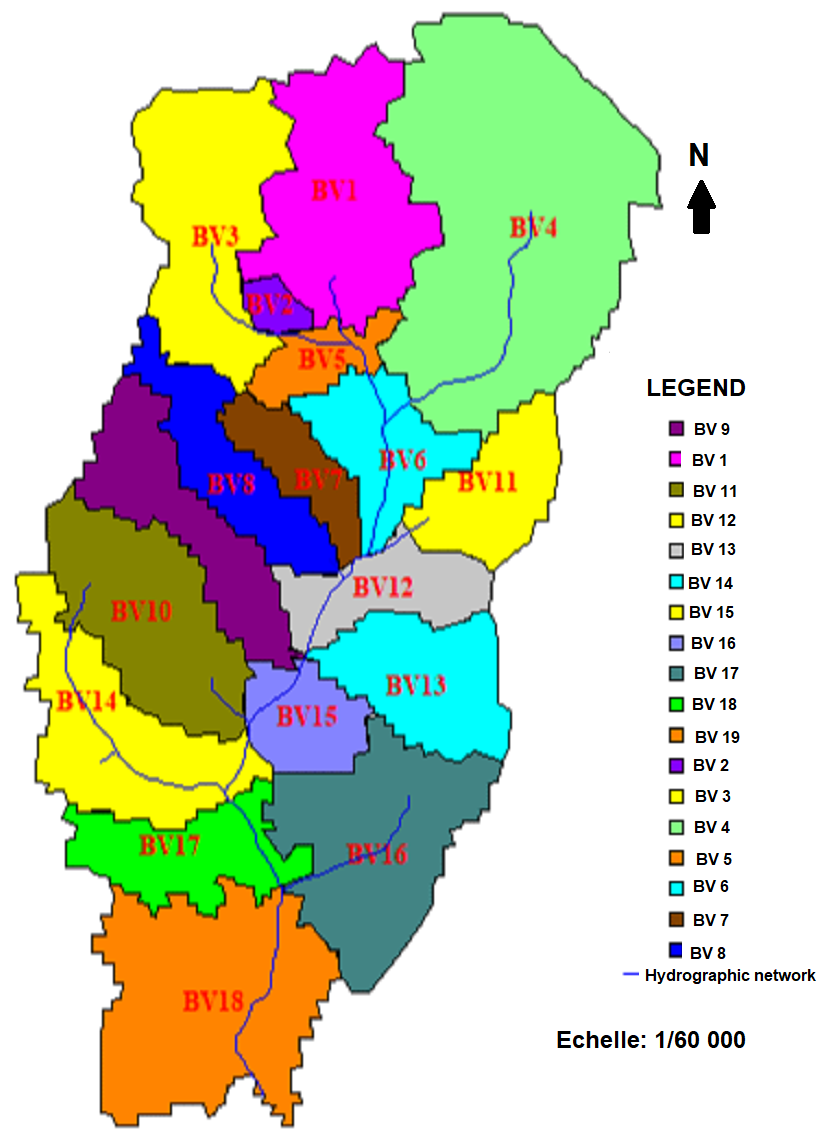 BV1
N
BV3
BV4
BV2
BV5
LEGEND
BV 9
BV6
BV 1
BV8
BV7
BV11
BV 11
BV 12
BV 13
BV12
BV 14
BV10
BV 15
BV 16
BV13
BV 17
BV14
BV15
BV 18
BV 19
BV 2
BV 3
BV 4
BV17
BV16
BV 5
BV 6
BV 7
BV 8
Hydrographic network
BV18
Echelle: 1/60 000